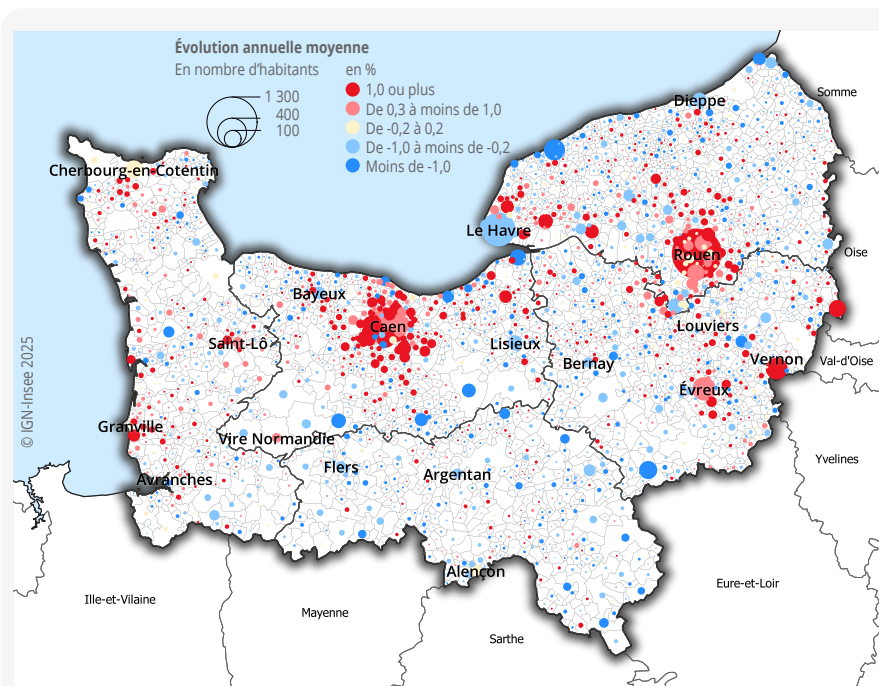 Évolution annuelle moyenne
En nombre d'habitants
en %
1 300
400
100
1,0 ou plus
De 0,3 à moins de 1,0
De -0,2 à 0,2
De -1,0 à moins de -0,2
Moins de -1,0
Dieppe
Somme
Cherbourg-en-Cotentin
Le Havre
Rouen
Oise
Bayeux
Caen
Louviers
Saint-Lô
Lisieux
Bernay
Vernon
Val-d'Oise
Évreux
Granville
Vire Normandie
Flers
Argentan
Yvelines
Avranches
Alençon
Eure-et-Loir
Ille-et-Vilaine
Mayenne
Sarthe
© IGN-Insee 2025